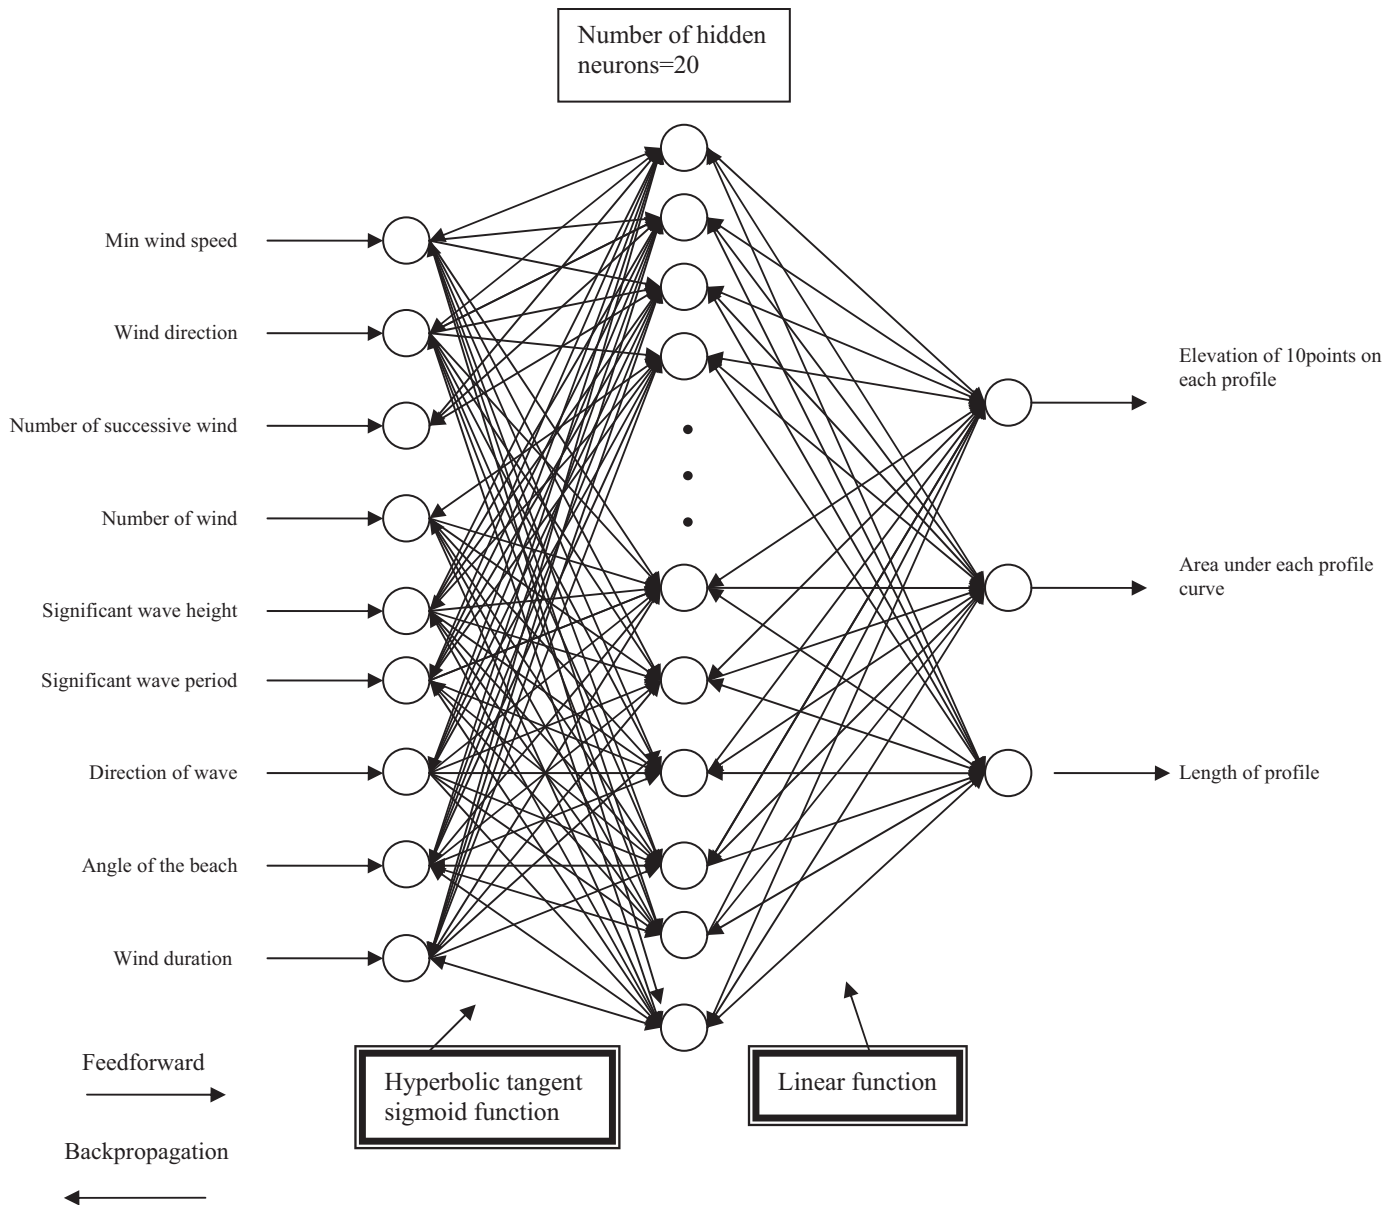 Number of hidden
neurons=20
Min wind speed
Wind direction
Number of successive wind
Number of wind
Significant wave height
Significant wave period
Direction of wave
Angle of the beach
Wind duration
Elevation of 10points on
each profile
Area under each profile
curve
Length of profile
Feedforward
Backpropagation
Hyperbolic tangent
sigmoid function
Linear function